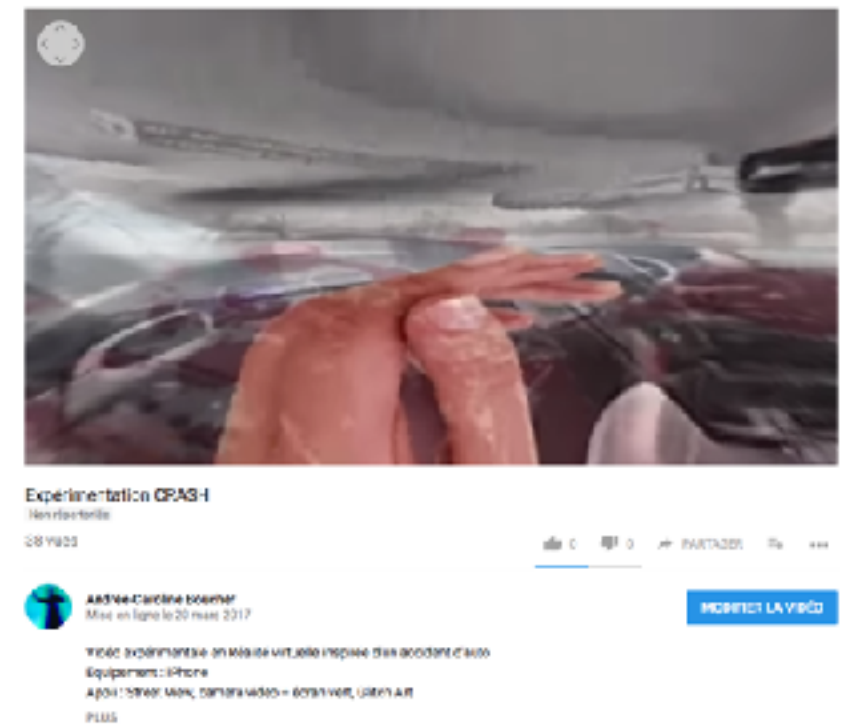 Expérimentation CRASH
Non répertoriée
38 vues
0
0
PARTAGER
Andrée-Caroline Boucher
Mise en ligne le 20 mars 2017
MODIFIER LA VIDÉO
Vidéo expérimentale en Réalité Virtuelle inspirée d'un accident d'auto
Équipement : iPhone
Appli : Street View, caméra vidéo + écran vert, Glitch Art
PLUS